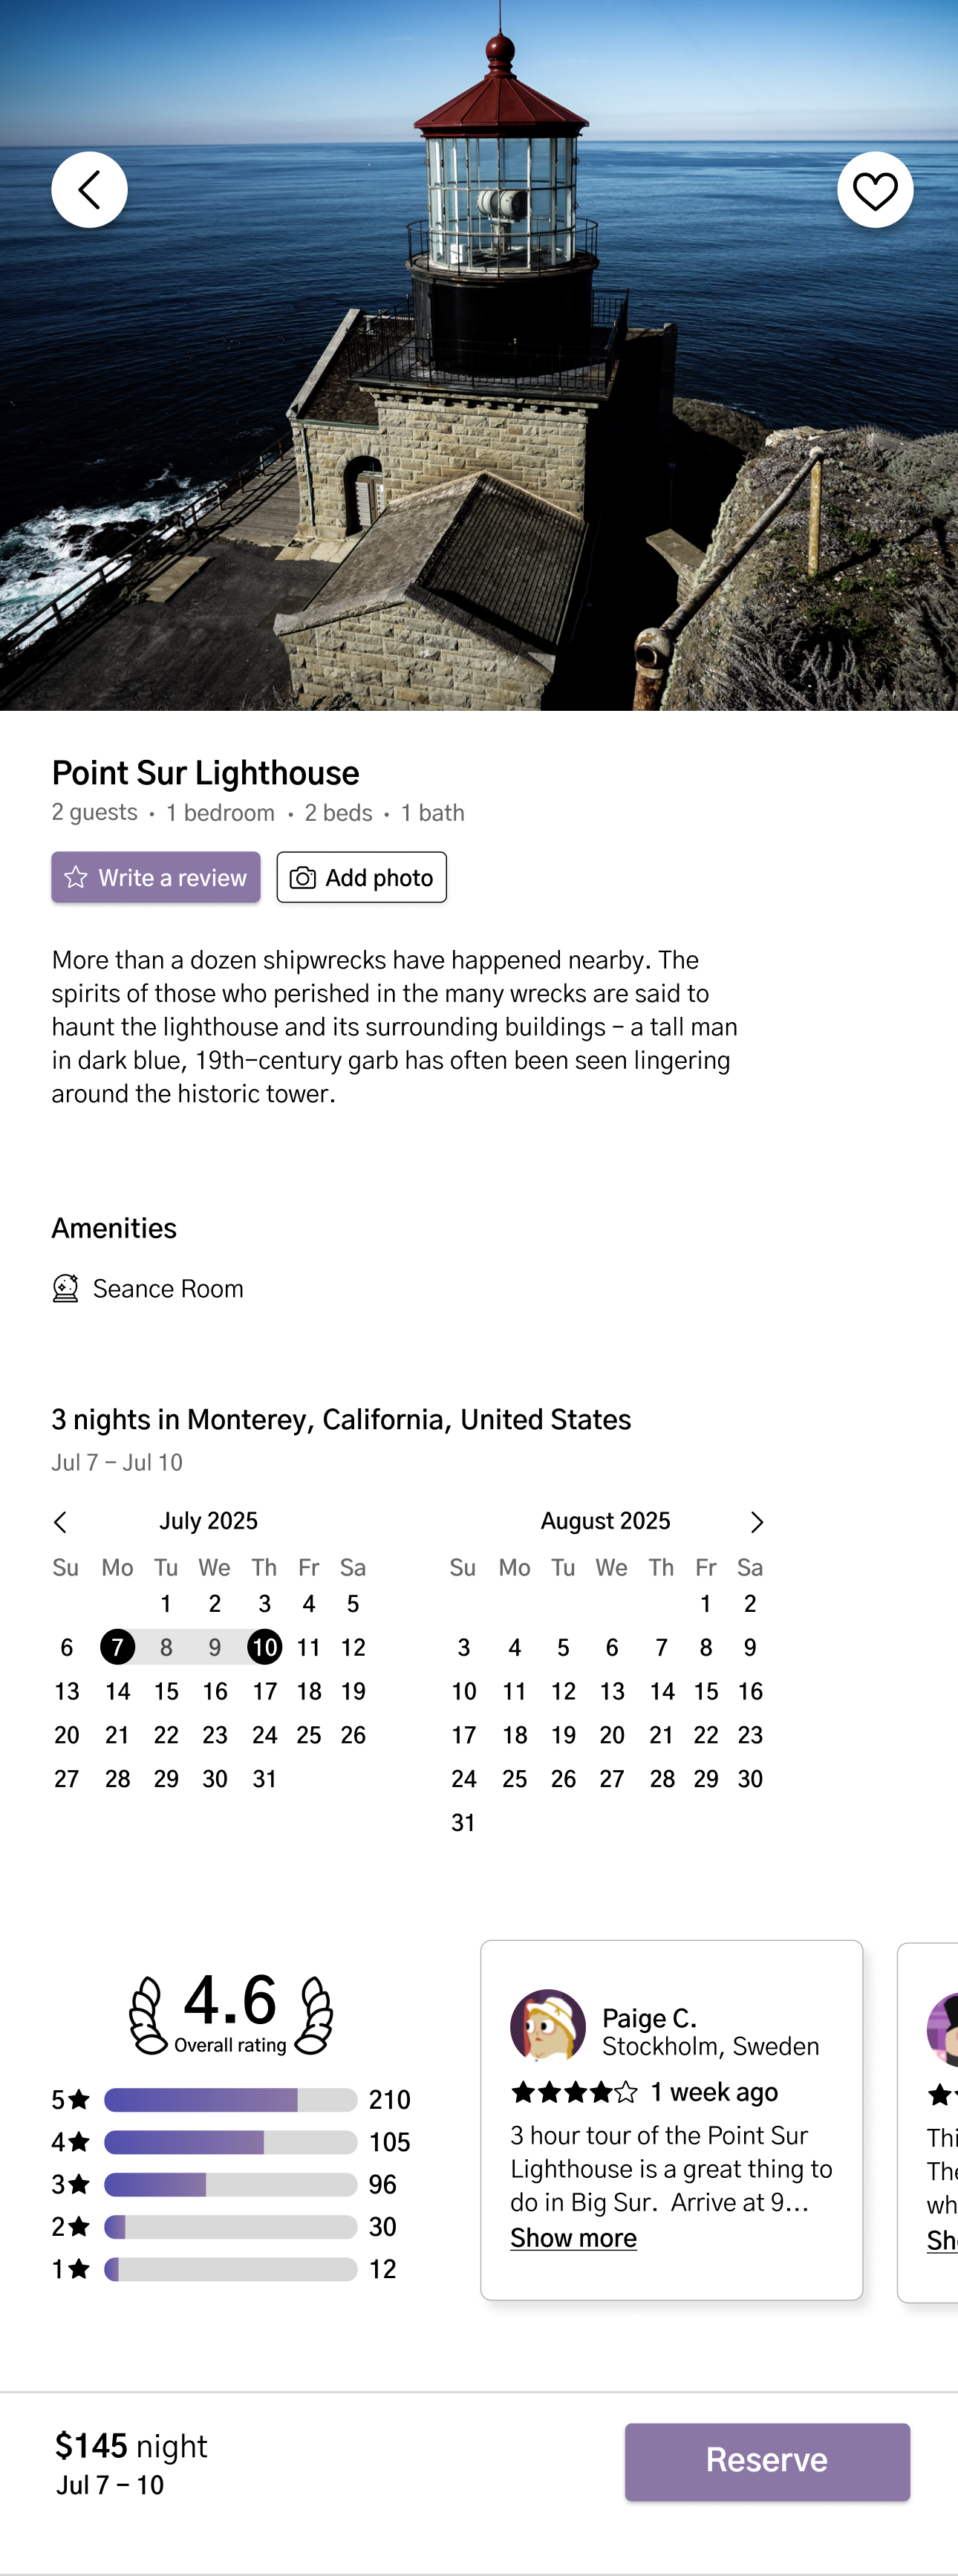 Point Sur Lighthouse
2 guests • 1 bedroom • 2 beds • 1 bath
Write a review
Add photo
More than a dozen shipwrecks have happened nearby. The
spirits of those who perished in the many wrecks are said to
haunt the lighthouse and its surrounding buildings – a tall man
in dark blue, 19th-century garb has often been seen lingering
around the historic tower.
Amenities
Seance Room
3 nights in Monterey, California, United States
Jul 7 – Jul 10
July 2025
Su Mo Tu We Th Fr Sa
1 2 3 4 5
6 7 8 9 10 11 12
13 14 15 16 17 18 19
20 21 22 23 24 25 26
27 28 29 30 31
August 2025
Su Mo Tu We Th Fr Sa
1 2
3 4 5 6 7 8 9
10 11 12 13 14 15 16
17 18 19 20 21 22 23
24 25 26 27 28 29 30
31
4.6
Overall rating
5★ 210
4★ 105
3★ 96
2★ 30
1★ 12
Paige C.
Stockholm, Sweden
★★★★☆ 1 week ago
3 hour tour of the Point Sur
Lighthouse is a great thing to
do in Big Sur. Arrive at 9...
Show more
$145 night
Jul 7 – 10
Reserve